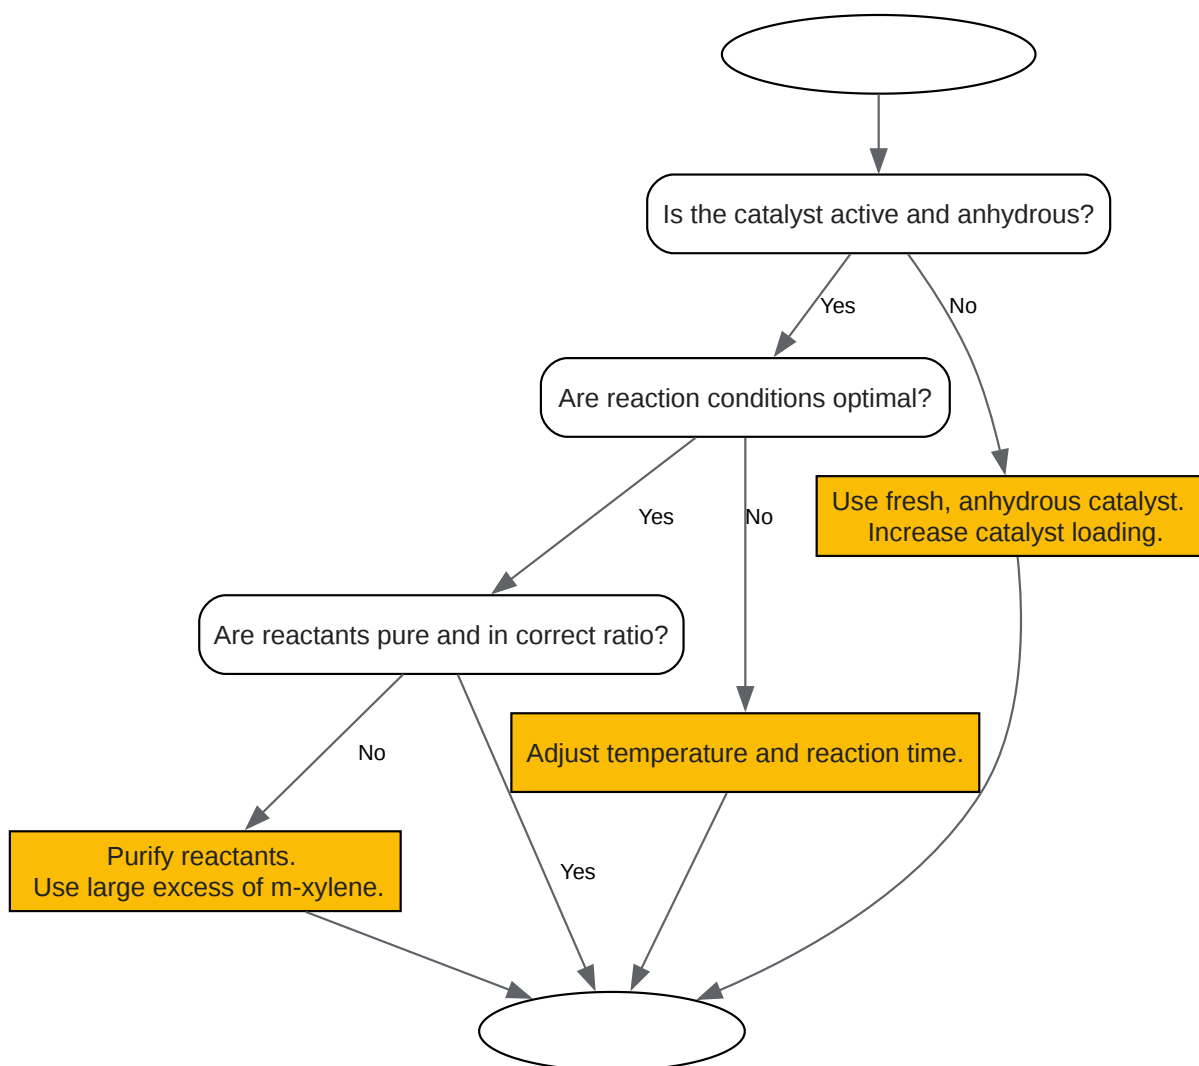 Is the catalyst active and anhydrous?
Yes
No
Are reaction conditions optimal?
Use fresh, anhydrous catalyst.
Increase catalyst loading.
Yes
No
Are reactants pure and in correct ratio?
No
Adjust temperature and reaction time.
Purify reactants.
Use large excess of m-xylene.
Yes